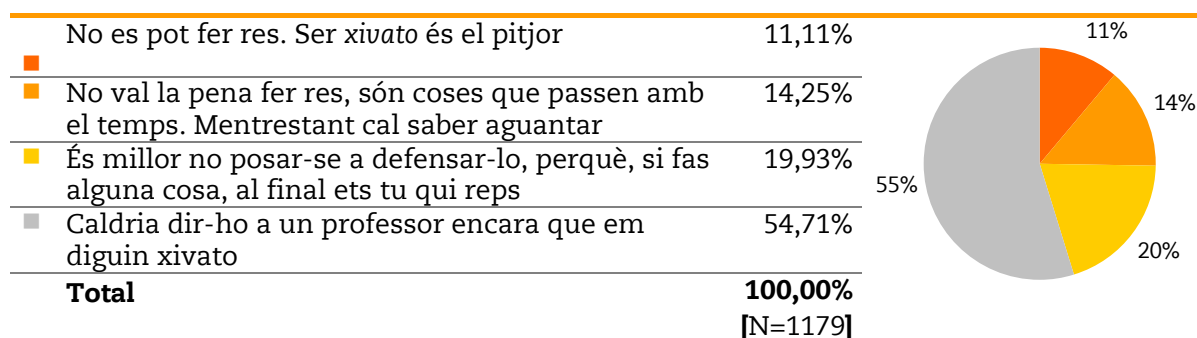 No es pot fer res. Ser xivato és el pitjor 11,11%
No val la pena fer res, són coses que passen amb 14,25%
el temps. Mentrestant cal saber aguantar
És millor no posar-se a defensar-lo, perquè, si fas 19,93%
alguna cosa, al final ets tu qui reps
Caldria dir-ho a un professor encara que em 54,71%
diguin xivato
Total 100,00%
[N=1179]
11%
14%
55%
20%